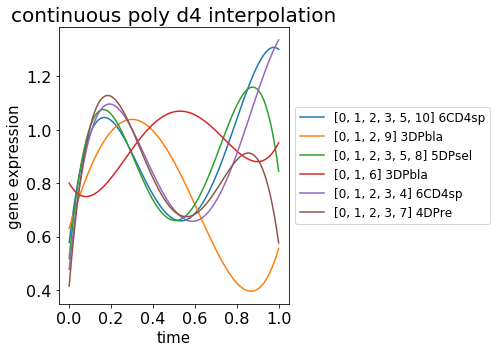 continuous poly d4 interpolation
gene expression
1.2
1.0
0.8
0.6
0.4
0.0 0.2 0.4 0.6 0.8 1.0
time
[0, 1, 2, 3, 5, 10] 6CD4sp
[0, 1, 2, 9] 3DPbla
[0, 1, 2, 3, 5, 8] 5DPsel
[0, 1, 6] 3DPbla
[0, 1, 2, 3, 4] 6CD4sp
[0, 1, 2, 3, 7] 4DPre